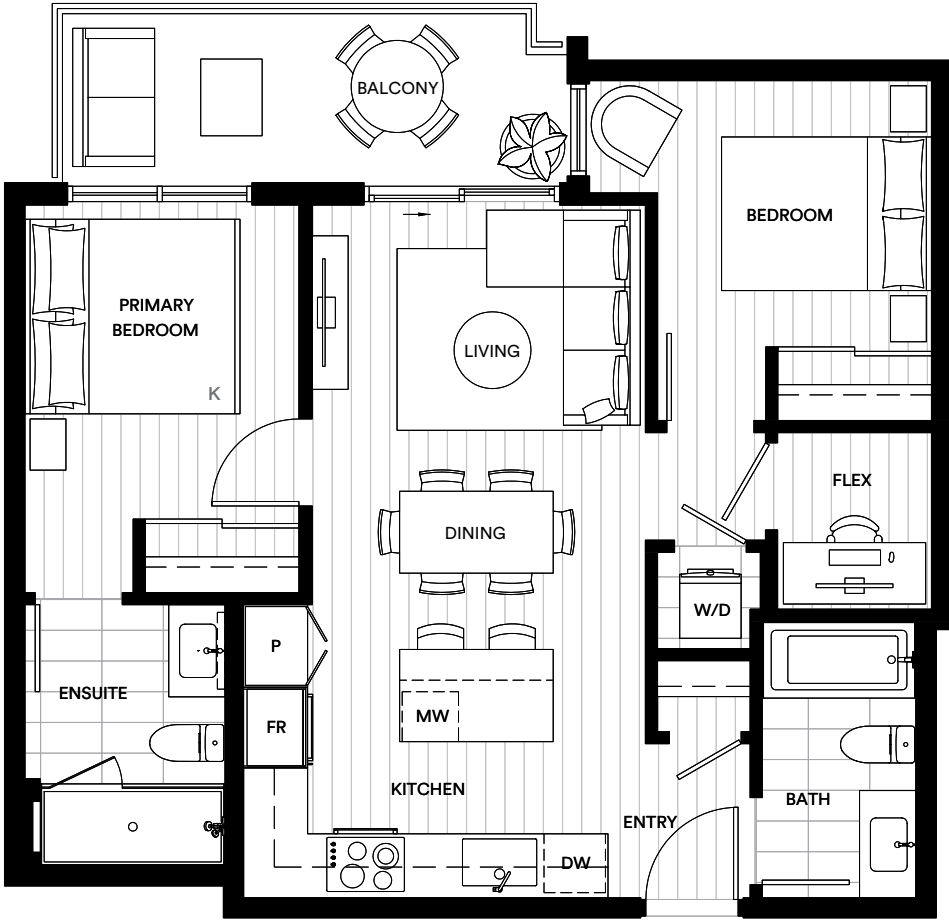 BALCONY
BEDROOM
PRIMARY
BEDROOM
LIVING
K
FLEX
DINING
W/D
P
ENSUITE
MW
FR
KITCHEN
BATH
ENTRY
DW